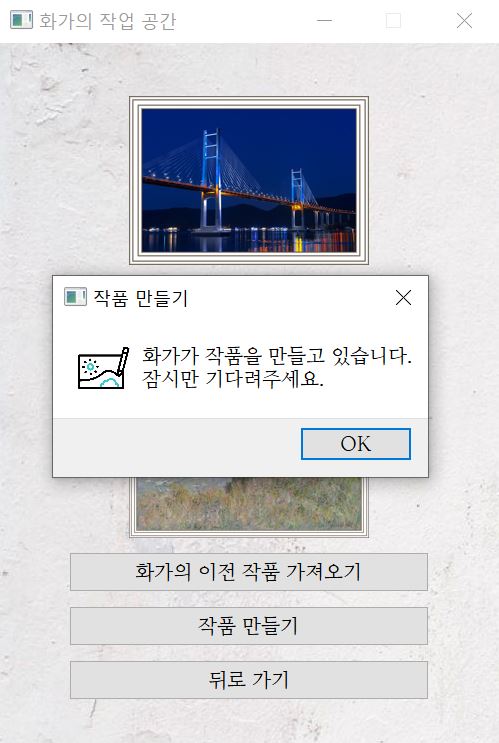 화가의 작업 공간
작품 만들기
화가가 작품을 만들고 있습니다.
잠시만 기다려주세요.
OK
화가의 이전 작품 가져오기
작품 만들기
뒤로 가기